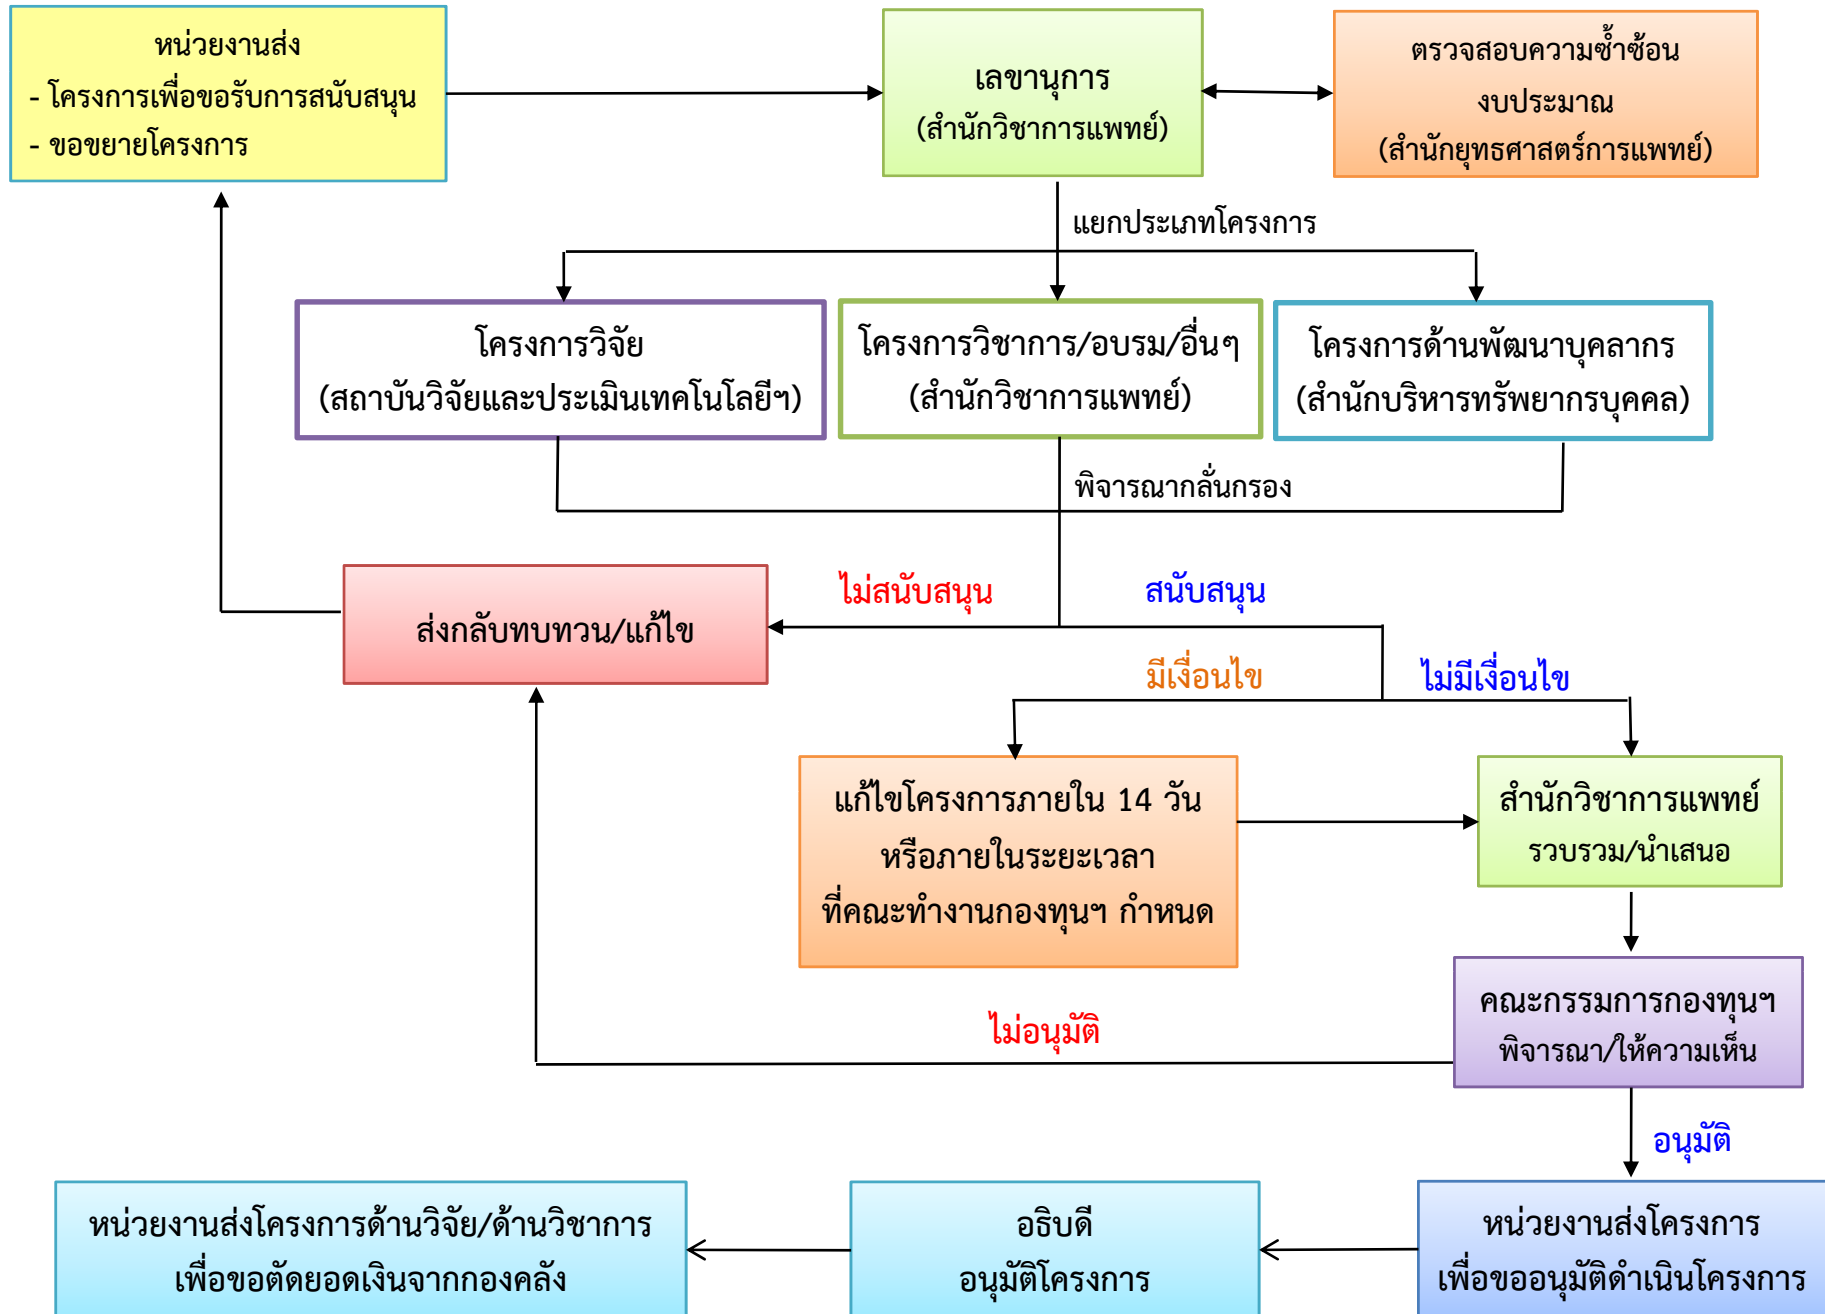 หน่วยงานส่ง
- โครงการเพื่อขอรับการสนับสนุน
- ขอขยายโครงการ
เลขานุการ
(สำนักวิชาการแพทย์)
ตรวจสอบความซ้ำซ้อน
งบประมาณ
(สำนักยุทธศาสตร์การแพทย์)
แยกประเภทโครงการ
โครงการวิจัย
(สถาบันวิจัยและประเมินเทคโนโลยีฯ)
โครงการวิชาการ/อบรม/อื่นๆ
(สำนักวิชาการแพทย์)
โครงการด้านพัฒนาบุคลากร
(สำนักบริหารทรัพยากรบุคคล)
พิจารณากลั่นกรอง
ไม่สนับสนุน
สนับสนุน
ส่งกลับทบทวน/แก้ไข
มีเงื่อนไข
ไม่มีเงื่อนไข
แก้ไขโครงการภายใน 14 วัน
หรือภายในระยะเวลา
ที่คณะทำงานกองทุนฯ กำหนด
สำนักวิชาการแพทย์
รวบรวม/นำเสนอ
คณะกรรมการกองทุนฯ
พิจารณา/ให้ความเห็น
ไม่อนุมัติ
อนุมัติ
หน่วยงานส่งโครงการด้านวิจัย/ด้านวิชาการ
เพื่อขอตัดยอดเงินจากกองคลัง
อธิบดี
อนุมัติโครงการ
หน่วยงานส่งโครงการ
เพื่อขออนุมัติดำเนินโครงการ